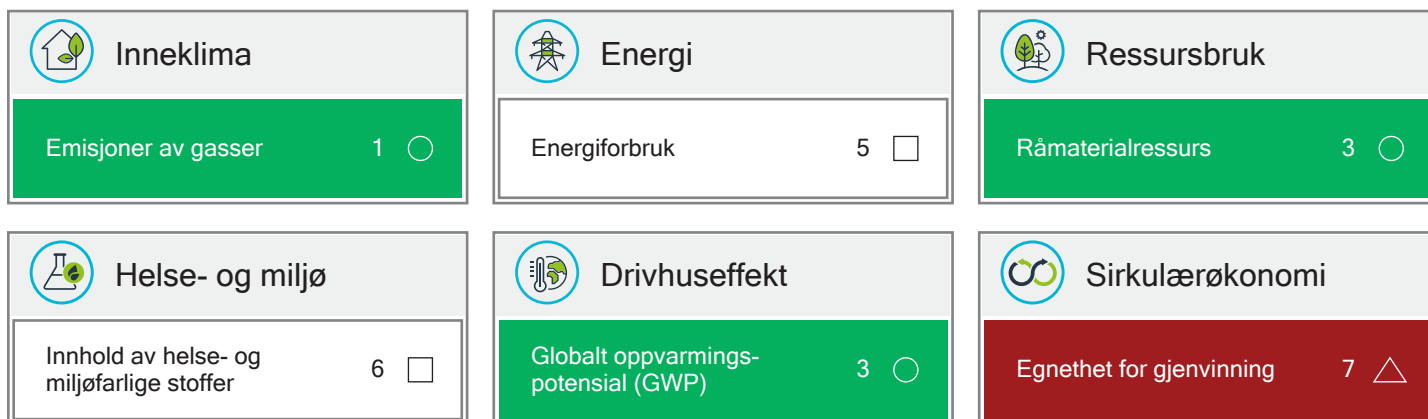 Inneklima
Emisjoner av gasser 1
Energi
Energiforbruk 5
Ressursbruk
Råmaterialressurs 3
Helse- og miljø
Innhold av helse- og
miljøfarlige stoffer 6
Drivhuseffekt
Globalt oppvarmings-
potensial (GWP) 3
Sirkulærøkonomi
Egnethet for gjenvinning 7